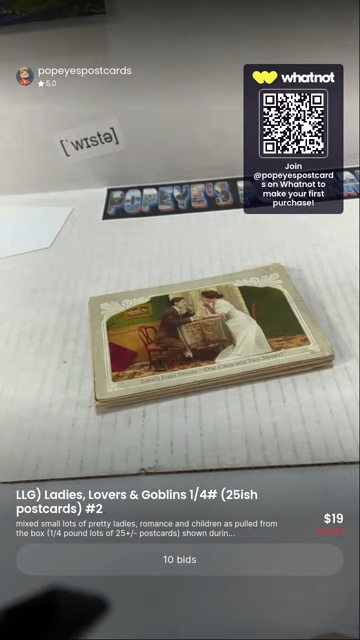 popeyespostcards
★ 5.0
whatnot
Join
@popeyespostcard
s on Whatnot to
make your first
purchase!
['wɪstə]
POPEYE'S
LLG) Ladies, Lovers & Goblins 1/4# (25ish
postcards) #2
mixed small lots of pretty ladies, romance and children as pulled from
the box (1/4 pound lots of 25+/- postcards) shown durin...
$19
10 bids